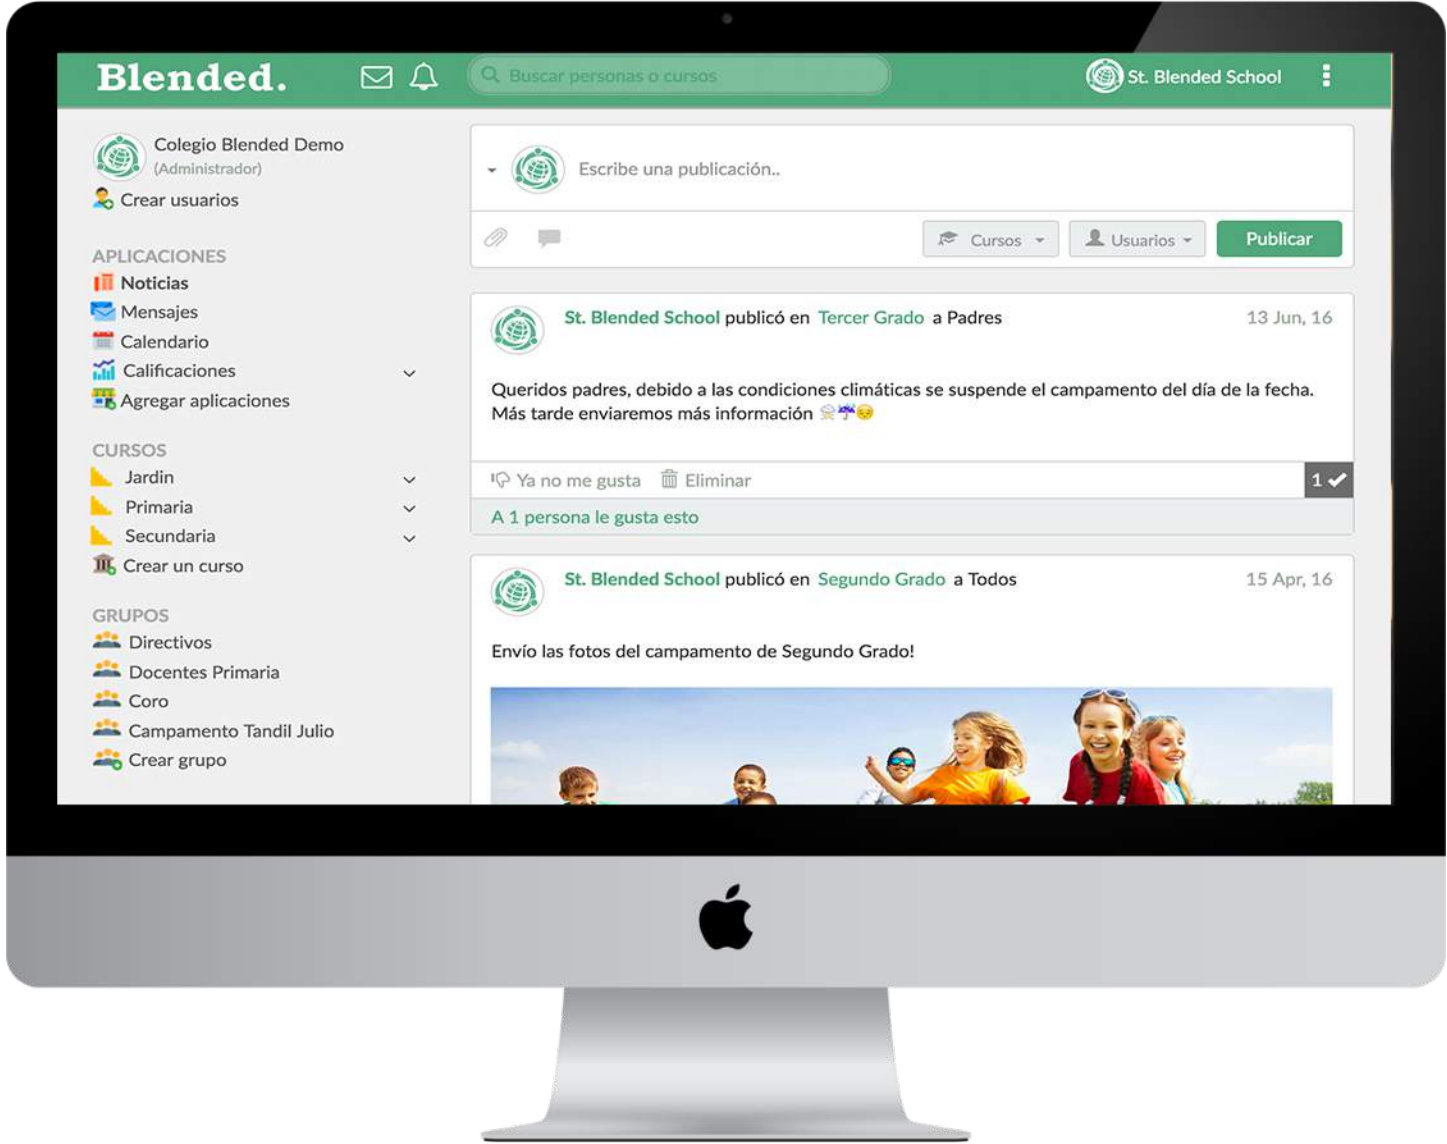 Blended.
Buscar personas o cursos
St. Blended School
Colegio Blended Demo
(Administrador)
Crear usuarios
APLICACIONES
Noticias
Mensajes
Calendario
Calificaciones
Agregar aplicaciones
CURSOS
Jardin
Primaria
Secundaria
Crear un curso
GRUPOS
Directivos
Docentes Primaria
Coro
Campamento Tandil Julio
Crear grupo
Escribe una publicación..
Cursos
Usuarios
Publicar
St. Blended School publicó en Tercer Grado a Padres
13 Jun, 16
Queridos padres, debido a las condiciones climáticas se suspende el campamento del día de la fecha.
Más tarde enviaremos más información
Ya no me gusta
Eliminar
1
A 1 persona le gusta esto
St. Blended School publicó en Segundo Grado a Todos
15 Apr, 16
Envío las fotos del campamento de Segundo Grado!